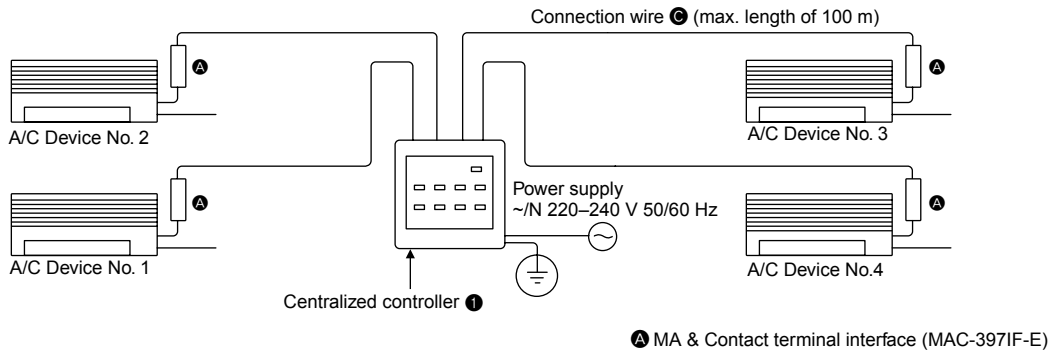 Connection wire C (max. length of 100 m)
A
A
A/C Device No. 2
A/C Device No. 3
A
Power supply
~/N 220–240 V 50/60 Hz
A
A/C Device No. 1
A/C Device No.4
Centralized controller 1
A MA & Contact terminal interface (MAC-397IF-E)